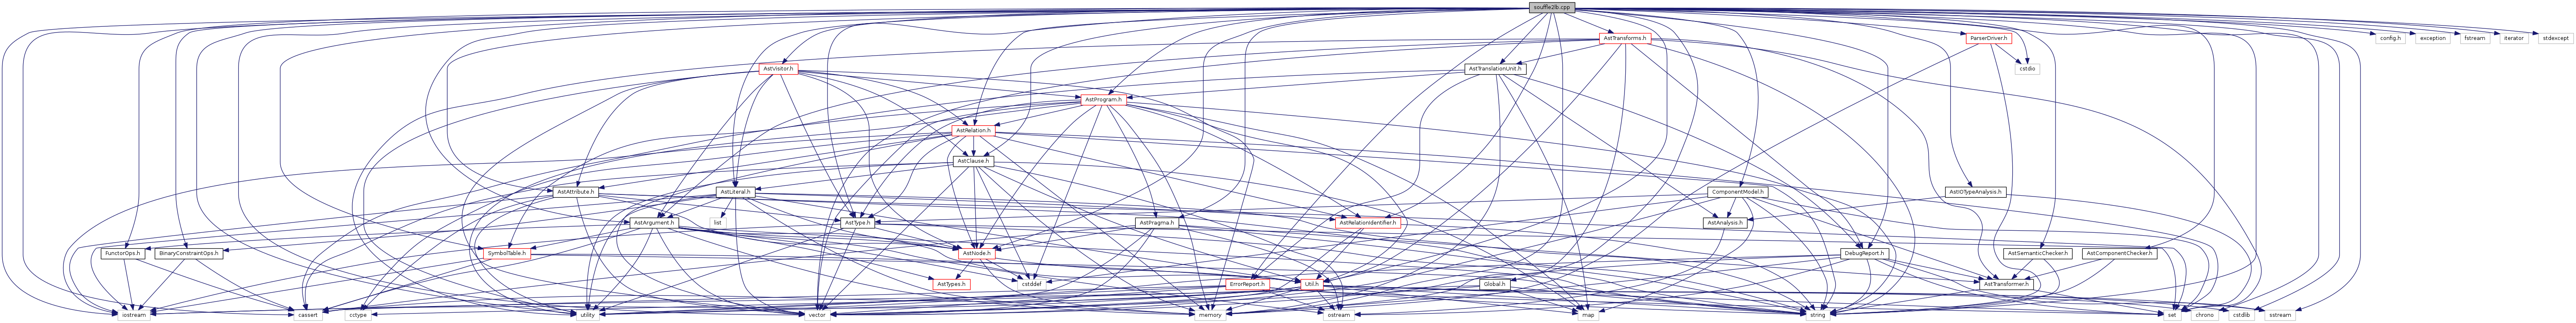 souffle2lb.cpp
AstTransforms.h
ParserDriver.h
config.h
exception
fstream
iterator
stdexcept
AstVisitor.h
AstTranslationUnit.h
cstdio
AstProgram.h
AstRelation.h
AstClause.h
AstAttribute.h
AstLiteral.h
ComponentModel.h
AstIOTypeAnalysis.h
AstArgument.h
list
AstType.h
AstPragma.h
AstRelationIdentifier.h
AstAnalysis.h
FunctorOps.h
BinaryConstraintOps.h
SymbolTable.h
AstNode.h
DebugReport.h
AstSemanticChecker.h
AstComponentChecker.h
AstTypes.h
cstddef
ErrorReport.h
Util.h
Global.h
AstTransformer.h
iostream
cassert
cctype
utility
vector
memory
ostream
map
string
set
chrono
cstdlib
sstream